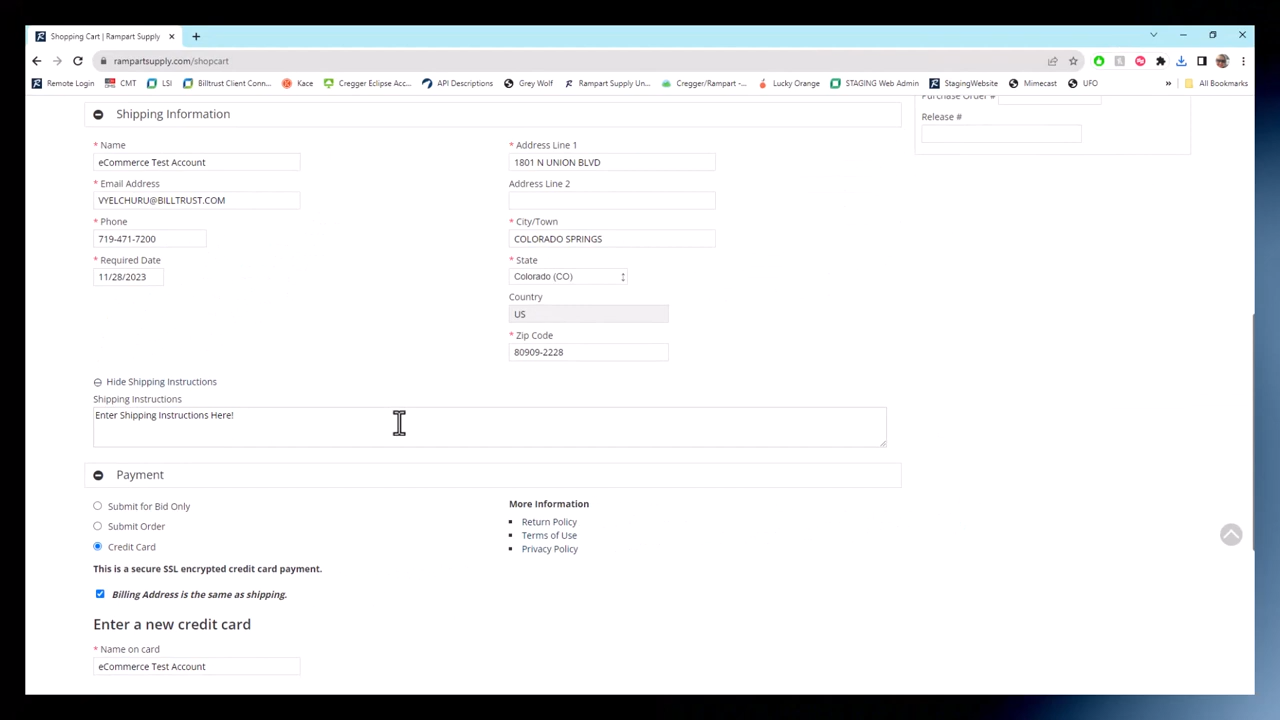 Shopping Cart | Rampart Supply
rampartsupply.com/shopcart
Remote Login CMT LSI Billtrust Client Conn... Kace Cregger Eclipse Acc... API Descriptions Grey Wolf Rampart Supply Un... Cregger/Rampart -... Lucky Orange STAGING Web Admin StagingWebsite Mimecast UFO » All Bookmarks
Purchase Order #
Shipping Information
Release #
* Name
* Address Line 1
eCommerce Test Account
1801 N UNION BLVD
* Email Address
Address Line 2
VYELCHURU@BILLTRUST.COM
* Phone
* City/Town
719-471-7200
COLORADO SPRINGS
* Required Date
* State
11/28/2023
Colorado (CO)
Country
US
* Zip Code
80909-2228
Hide Shipping Instructions
Shipping Instructions
Enter Shipping Instructions Here!
Payment
Submit for Bid Only
More Information
Submit Order
Return Policy
Terms of Use
Credit Card
Privacy Policy
This is a secure SSL encrypted credit card payment.
Billing Address is the same as shipping.
Enter a new credit card
* Name on card
eCommerce Test Account